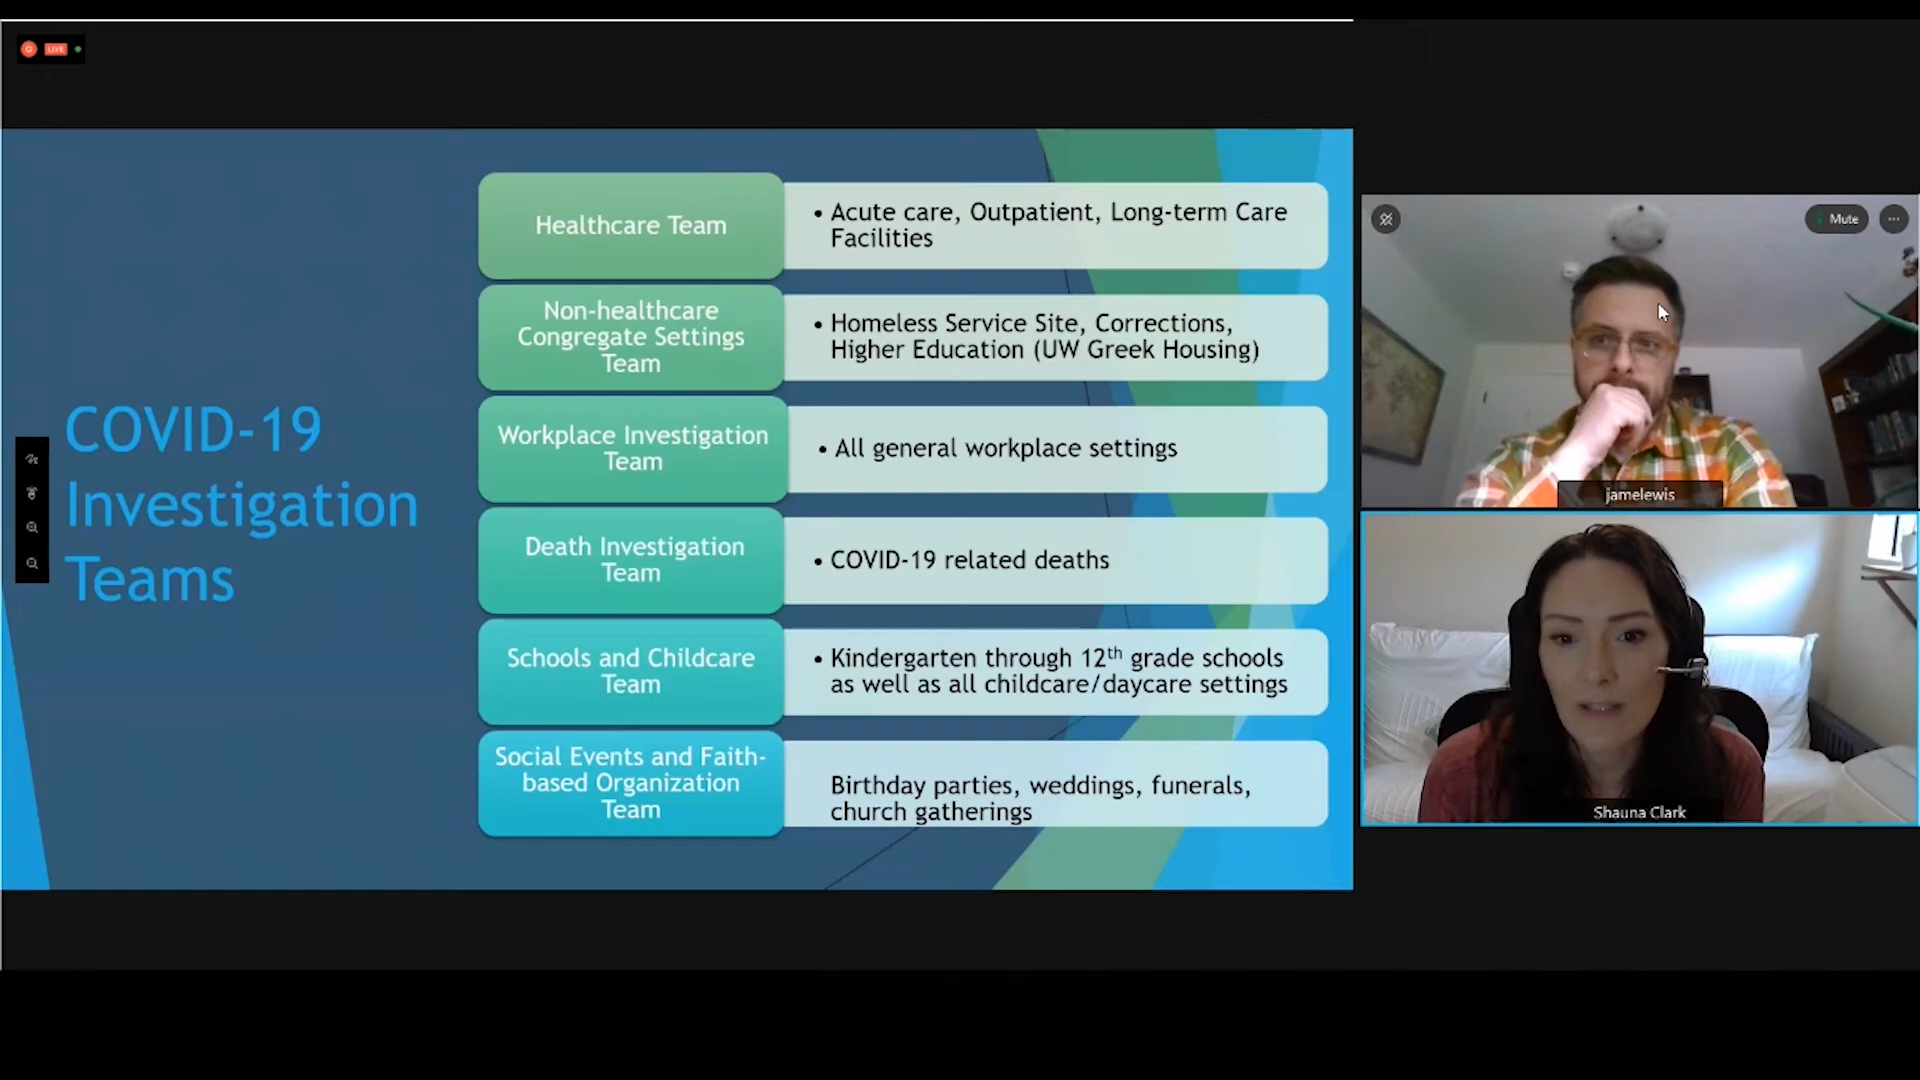 LIVE
COVID-19
Investigation
Teams
Healthcare Team
• Acute care, Outpatient, Long-term Care
Facilities
Non-healthcare
Congregate Settings
Team
• Homeless Service Site, Corrections,
Higher Education (UW Greek Housing)
Workplace Investigation
Team
• All general workplace settings
Death Investigation
Team
• COVID-19 related deaths
Schools and Childcare
Team
• Kindergarten through 12th grade schools
as well as all childcare/daycare settings
Social Events and Faith-
based Organization
Team
Birthday parties, weddings, funerals,
church gatherings
Mute
jamelewis
Shauna Clark